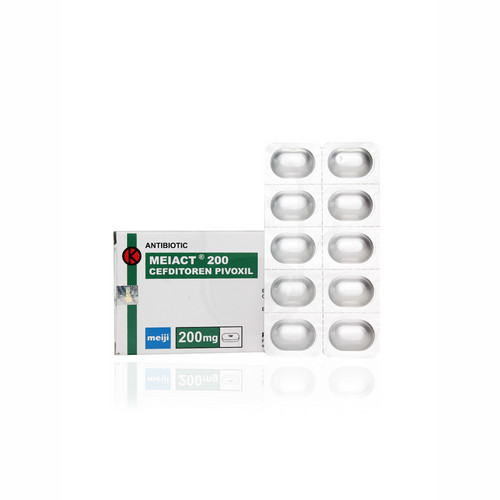 ANTIBIOTIC
K
MEIACT ® 200
CEFDITOREN PIVOXIL
meiji
200mg